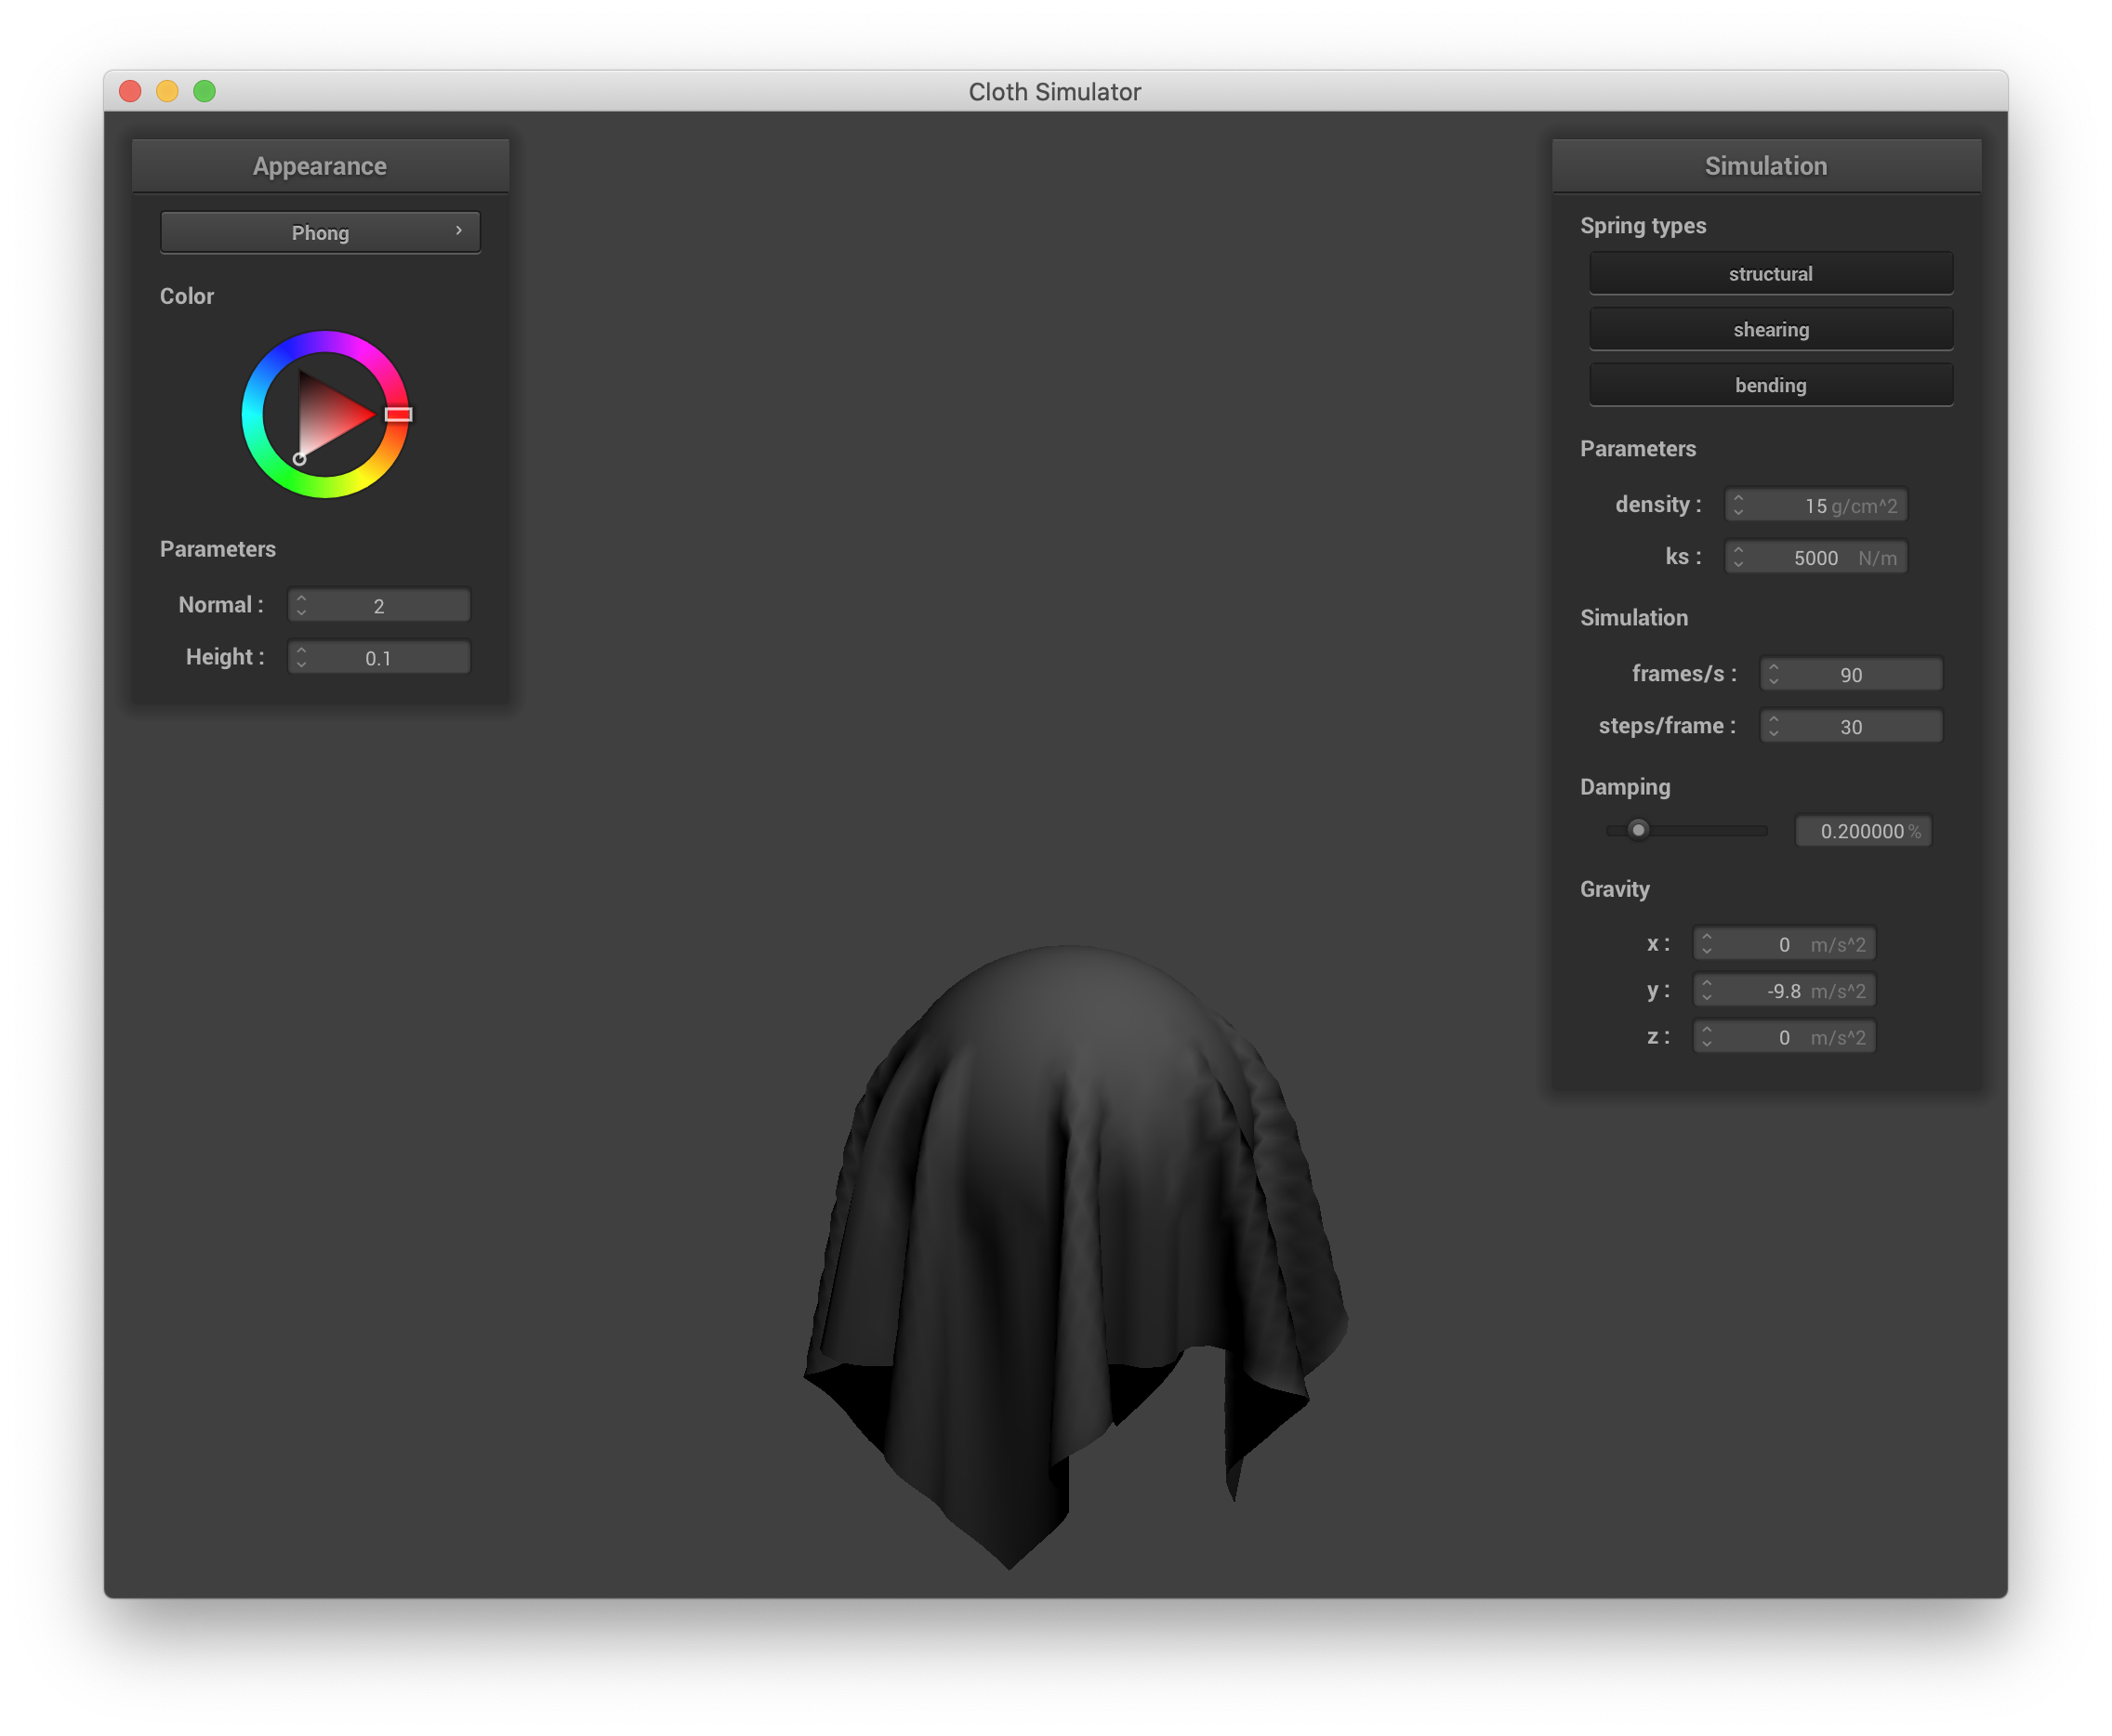 Cloth Simulator
Appearance
Phong
Color
Parameters
Normal : 2
Height : 0.1
Simulation
Spring types
structural
shearing
bending
Parameters
density : 15 g/cm^2
ks : 5000 N/m
Simulation
frames/s : 90
steps/frame : 30
Damping
0.200000 %
Gravity
x : 0 m/s^2
y : -9.8 m/s^2
z : 0 m/s^2